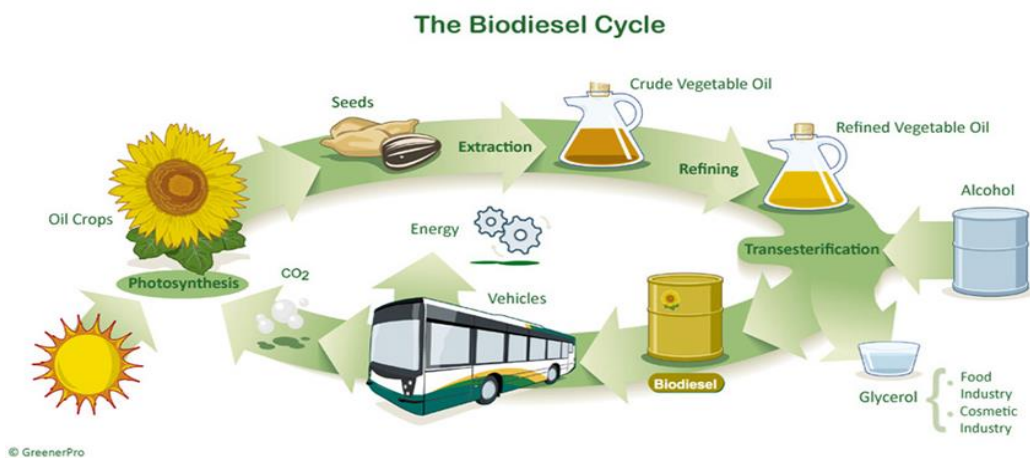 The Biodiesel Cycle
Seeds
Crude Vegetable Oil
Refined Vegetable Oil
Extraction
Refining
Alcohol
Oil Crops
Energy
Transesterification
CO2
Photosynthesis
Vehicles
Biodiesel
Glycerol
· Food
Industry
· Cosmetic
Industry
© GreenerPro